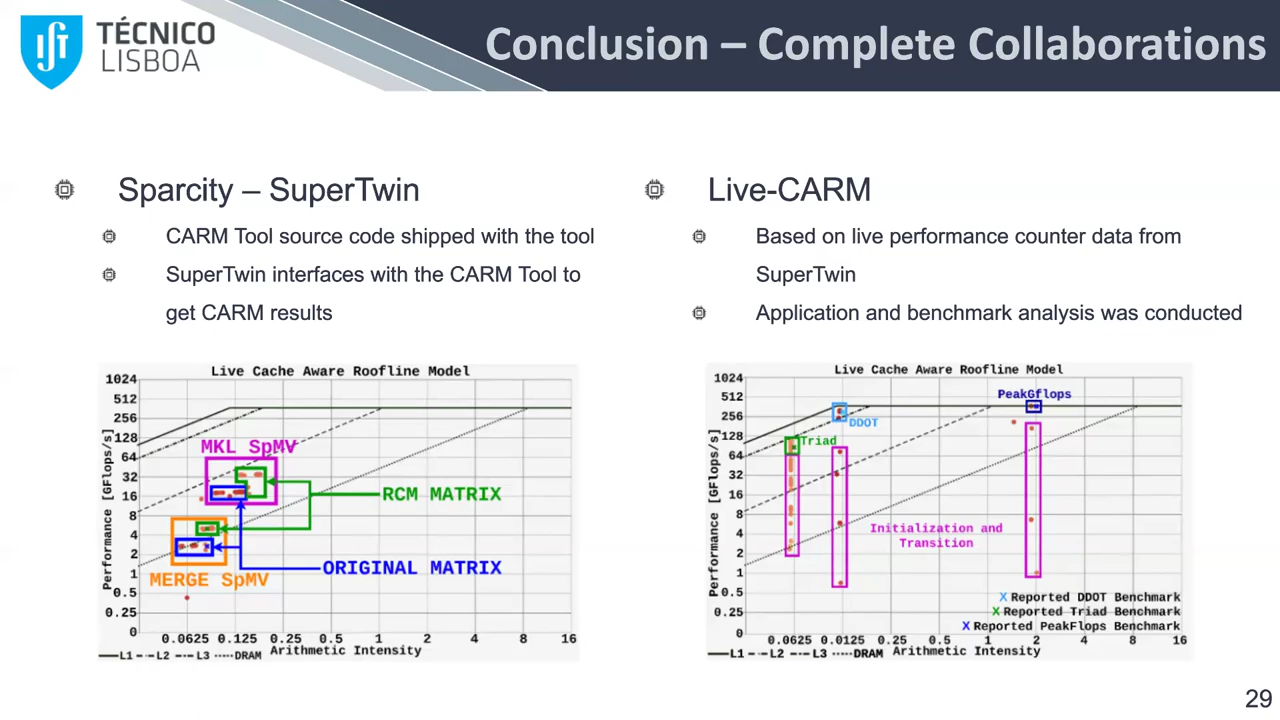 TÉCNICO
LISBOA
Conclusion – Complete Collaborations
Sparcity – SuperTwin
CARM Tool source code shipped with the tool
SuperTwin interfaces with the CARM Tool to
get CARM results
Live-CARM
Based on live performance counter data from
SuperTwin
Application and benchmark analysis was conducted
Live Cache Aware Roofline Model
Performance [GFlops/s]
1024
512
256
128
64
32
16
8
4
2
1
0.5
0.25
0
MKL SpMV
RCM MATRIX
ORIGINAL MATRIX
MERGE SpMV
0.0625 0.125 0.25 0.5 1 2 4 8 16
Arithmetic Intensity
L1 L2 L3 DRAM
Live Cache Aware Roofline Model
Performance [GFlops/s]
1024
512
256
128
64
32
16
8
4
2
1
0.5
0.25
0
PeakGflops
DDOT
Triad
Initialization and
Transition
X Reported DDOT Benchmark
X Reported Triad Benchmark
X Reported PeakFlops Benchmark
0.0625 0.0125 0.25 0.5 1 2 4 8 16
Arithmetic Intensity
L1 L2 L3 DRAM
29